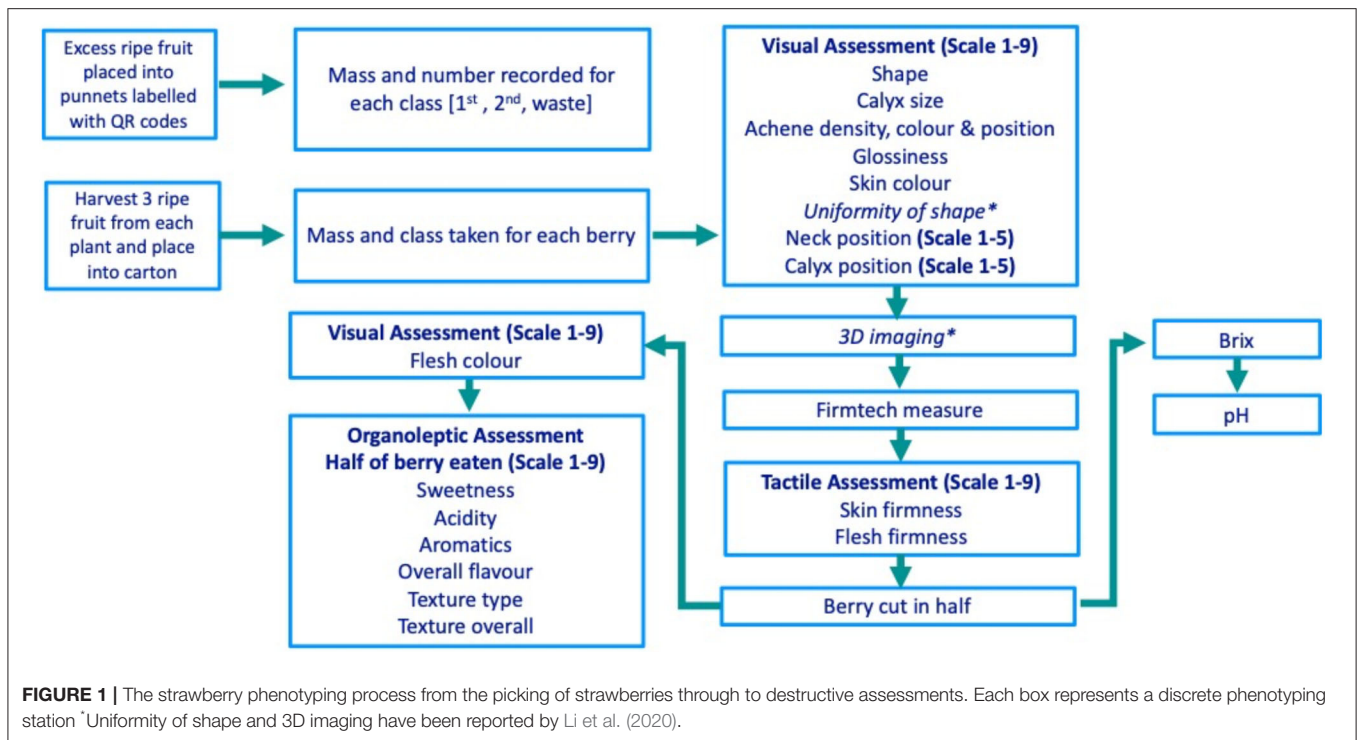 Excess ripe fruit
placed into
punnets labelled
with QR codes
Mass and number recorded for
each class [1st , 2nd, waste]
Harvest 3 ripe
fruit from each
plant and place
into carton
Mass and class taken for each berry
Visual Assessment (Scale 1-9)
Shape
Calyx size
Achene density, colour & position
Glossiness
Skin colour
Uniformity of shape*
Neck position (Scale 1-5)
Calyx position (Scale 1-5)
3D imaging*
Firmtech measure
Tactile Assessment (Scale 1-9)
Skin firmness
Flesh firmness
Berry cut in half
Visual Assessment (Scale 1-9)
Flesh colour
Organoleptic Assessment
Half of berry eaten (Scale 1-9)
Sweetness
Acidity
Aromatics
Overall flavour
Texture type
Texture overall
Brix
pH
FIGURE 1 | The strawberry phenotyping process from the picking of strawberries through to destructive assessments. Each box represents a discrete phenotyping
station *Uniformity of shape and 3D imaging have been reported by Li et al. (2020).